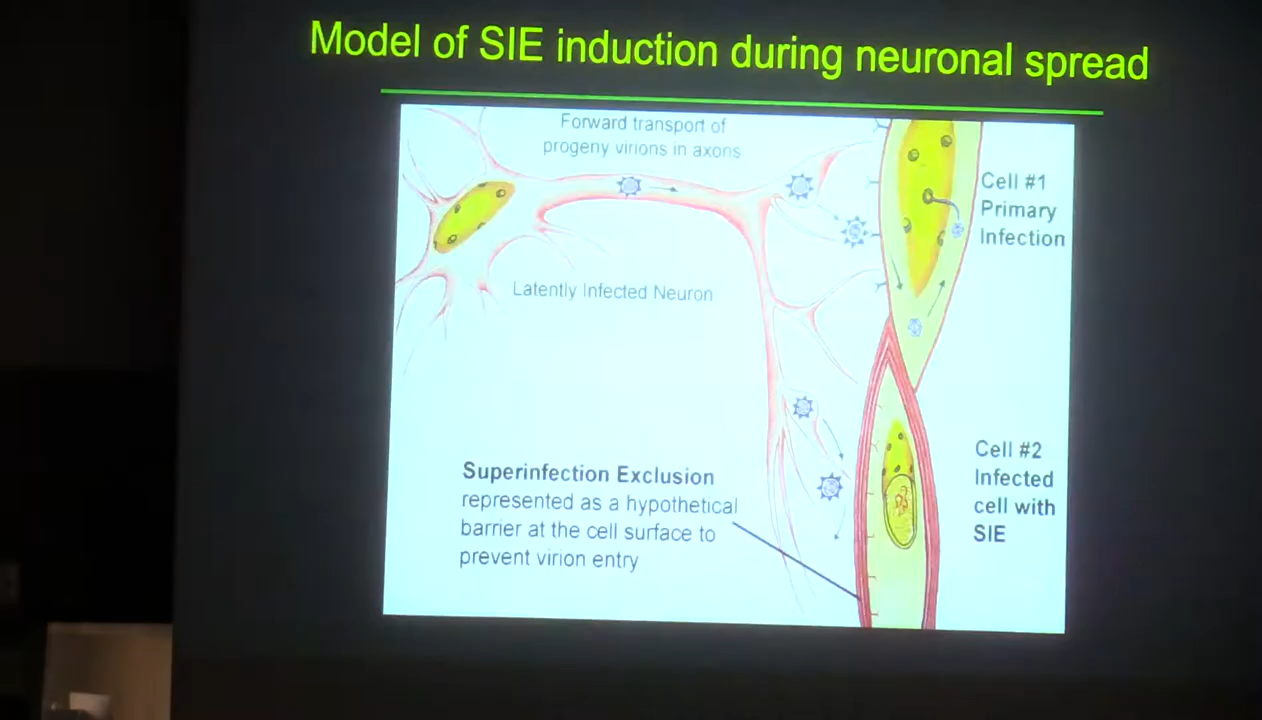 Model of SIE induction during neuronal spread
Forward transport of
progeny virions in axons
Cell #1
Primary
Infection
Latently Infected Neuron
Superinfection Exclusion
represented as a hypothetical
barrier at the cell surface to
prevent virion entry
Cell #2
Infected
cell with
SIE